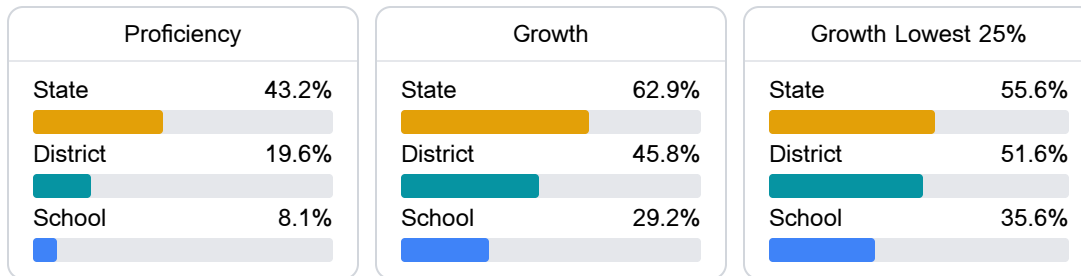 Proficiency
State 43.2%
District 19.6%
School 8.1%
Growth
State 62.9%
District 45.8%
School 29.2%
Growth Lowest 25%
State 55.6%
District 51.6%
School 35.6%